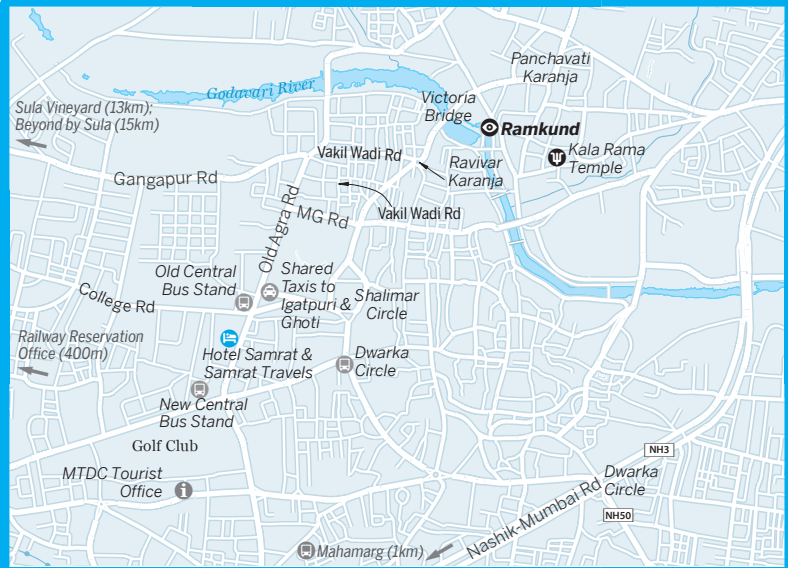 Panchavati
Karanja
Godavari River
Victoria
Bridge
Sula Vineyard (13km);
Beyond by Sula (15km)
Ramkund
Kala Rama
Temple
Vakil Wadi Rd
Ravivar
Karanja
Gangapur Rd
Vakil Wadi Rd
MG Rd
Old Agra Rd
Old Central
Bus Stand
Shared
Taxis to
Igatpuri &
Ghoti
Shalimar
Circle
College Rd
Railway Reservation
Office (400m)
Hotel Samrat &
Samrat Travels
Dwarka
Circle
New Central
Bus Stand
Golf Club
NH3
MTDC Tourist
Office
Dwarka
Circle
NH50
Nashik-Mumbai Rd
Mahamarg (1km)